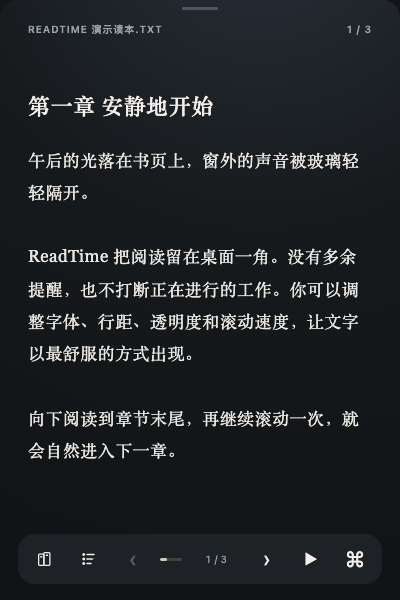 READTIME 演示读本.TXT
1 / 3
第一章 安静地开始
午后的光落在书页上，窗外的声音被玻璃轻
轻隔开。
ReadTime 把阅读留在桌面一角。没有多余
提醒，也不打断正在进行的工作。你可以调
整字体、行距、透明度和滚动速度，让文字
以最舒服的方式出现。
向下阅读到章节末尾，再继续滚动一次，就
会自然进入下一章。
1 / 3